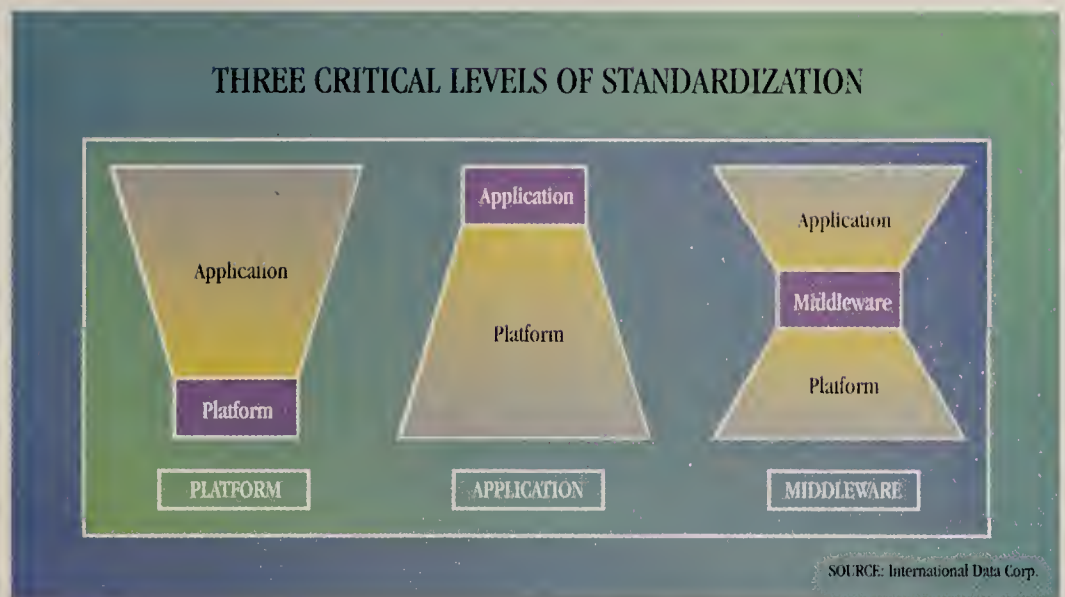 THREE CRITICAL LEVELS OF STANDARDIZATION
Application
Platform
PLATFORM
Application
Platform
APPLICATION
Application
Middleware
Platform
MIDDLEWARE
SOURCE: International Data Corp.